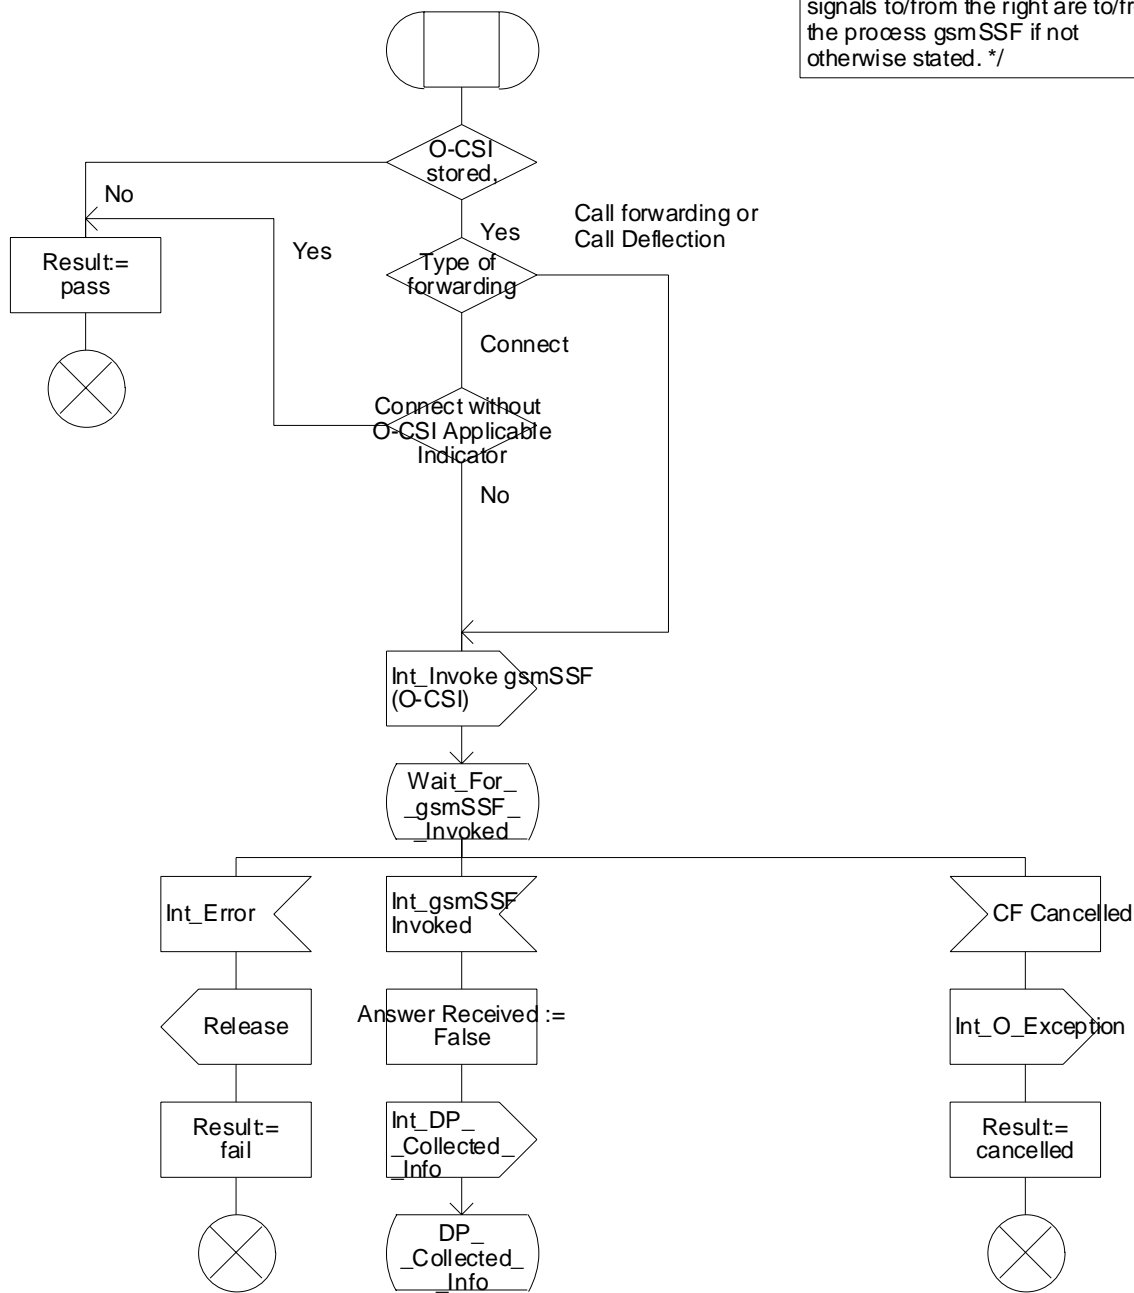 signals to/from the right are to/fr
the process gsmSSF if not
otherwise stated. */
O-CSI
stored,
No
Yes
Call forwarding or
Call Deflection
Yes
Result:=
pass
Type of
forwarding
Connect
Connect without
O-CSI Applicable
Indicator
No
Int_Invoke gsmSSF
(O-CSI)
Wait_For_
_gsmSSF_
_Invoked
Int_Error
Int_gsmSSF
Invoked
CF Cancelled
Release
Answer Received :=
False
Int_O_Exception
Result:=
fail
Int_DP_
_Collected_
_Info
Result:=
cancelled
DP_
_Collected_
_Info